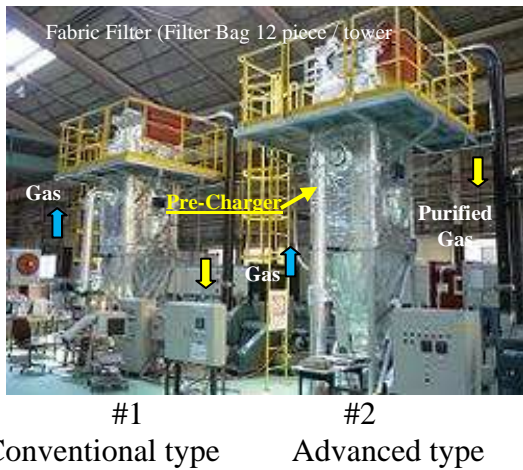 Fabric Filter (Filter Bag 12 piece / tower
Gas
Pre-Charger
Purified
Gas
Gas
#1 #2
Conventional type Advanced type